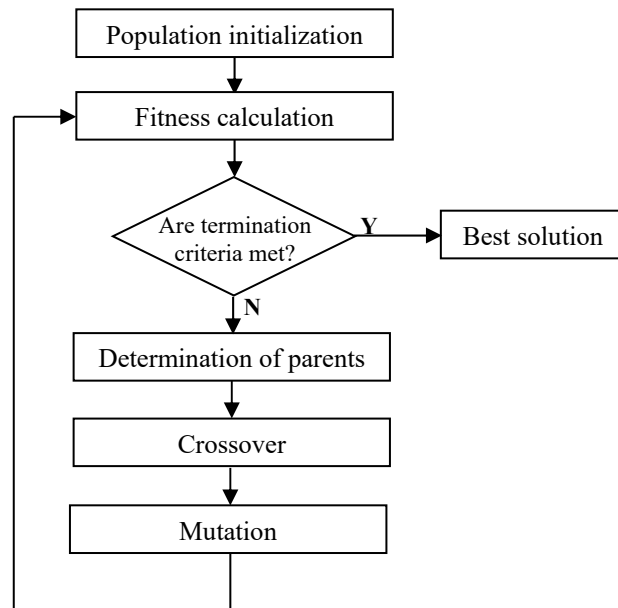 Population initialization
Fitness calculation
Are termination
criteria met?
Y
Best solution
N
Determination of parents
Crossover
Mutation